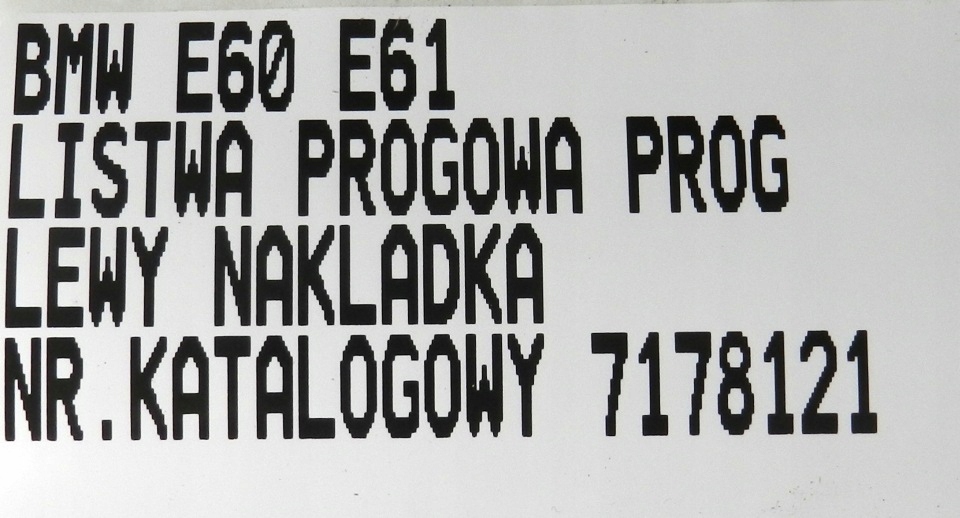 BMW E60 E61
LISTWA PROGOWA PROG
LEWY NAKLADKA
NR.KATALOGOWY 7178121